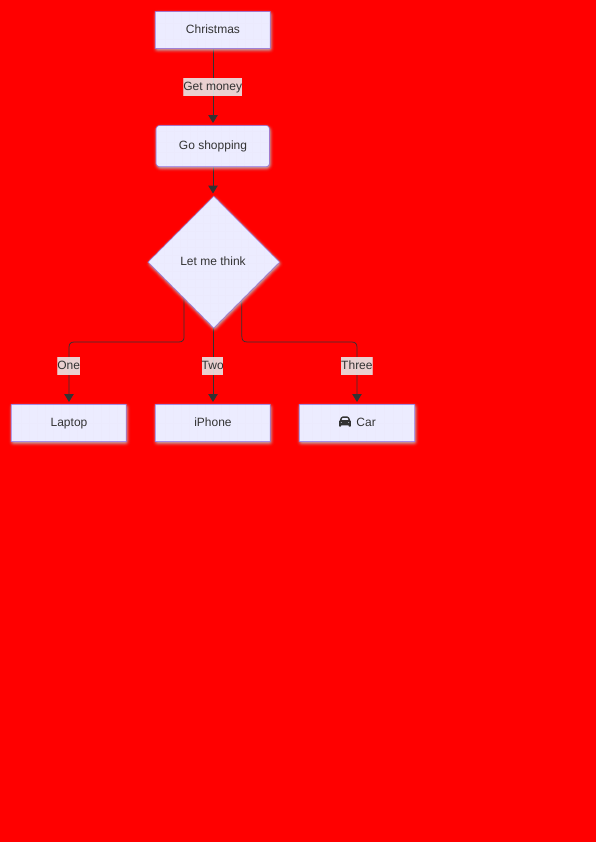 Christmas
Get money
Go shopping
Let me think
One
Two
Three
Laptop
iPhone
Car